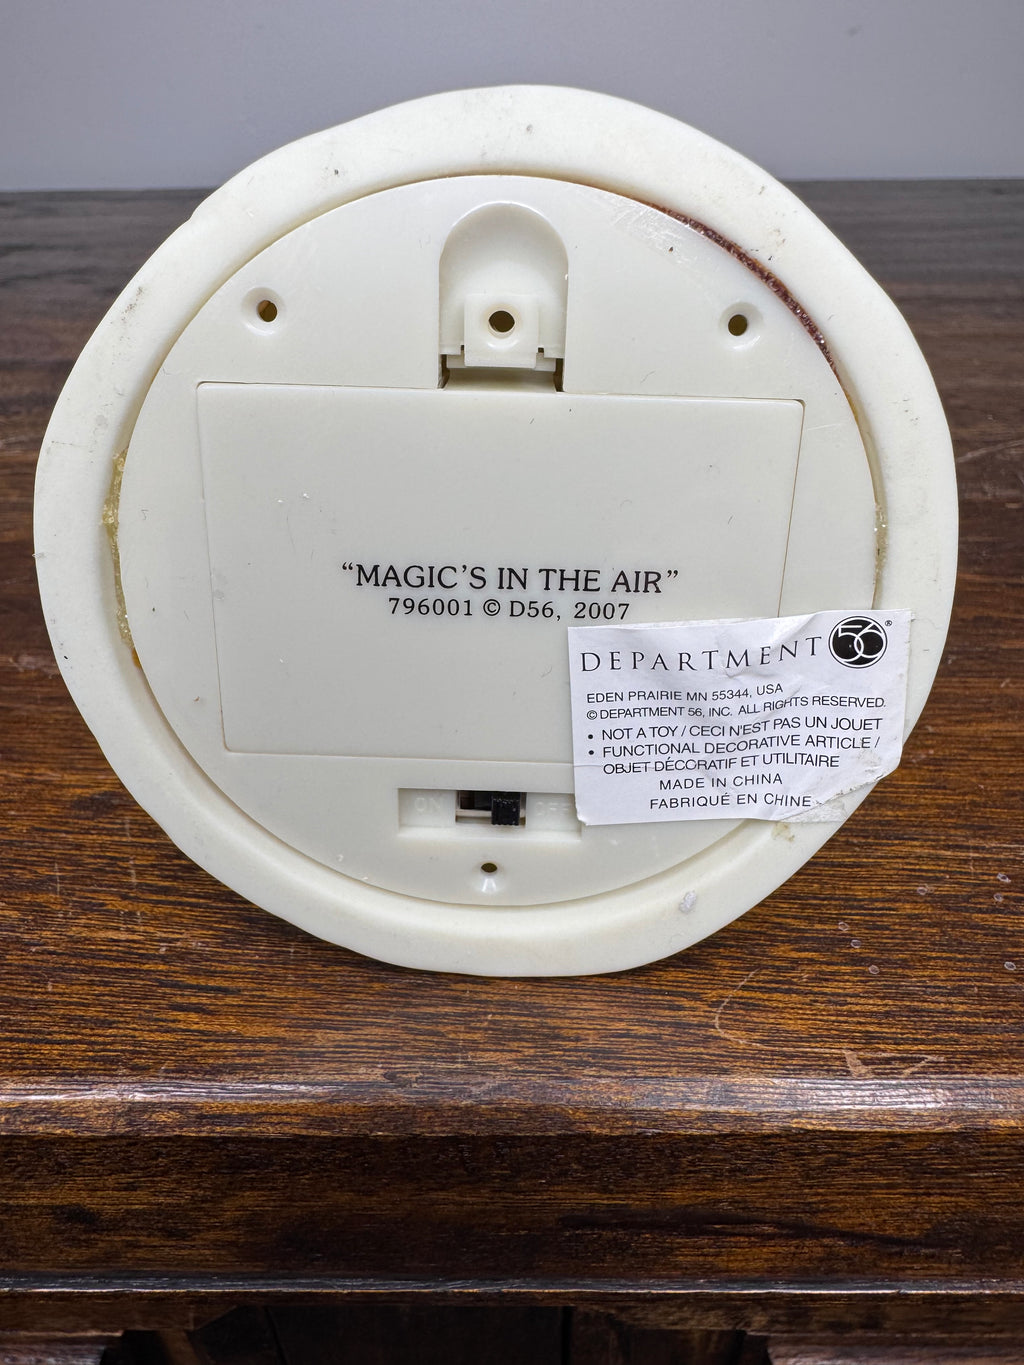 “MAGIC’S IN THE AIR”
796001 © D56, 2007
DEPARTMENT 56®
EDEN PRAIRIE MN 55344, USA
© DEPARTMENT 56, INC. ALL RIGHTS RESERVED.
• NOT A TOY / CECI N'EST PAS UN JOUET
• FUNCTIONAL DECORATIVE ARTICLE /
OBJET DÉCORATIF ET UTILITAIRE
MADE IN CHINA
FABRIQUÉ EN CHINE
ON OFF